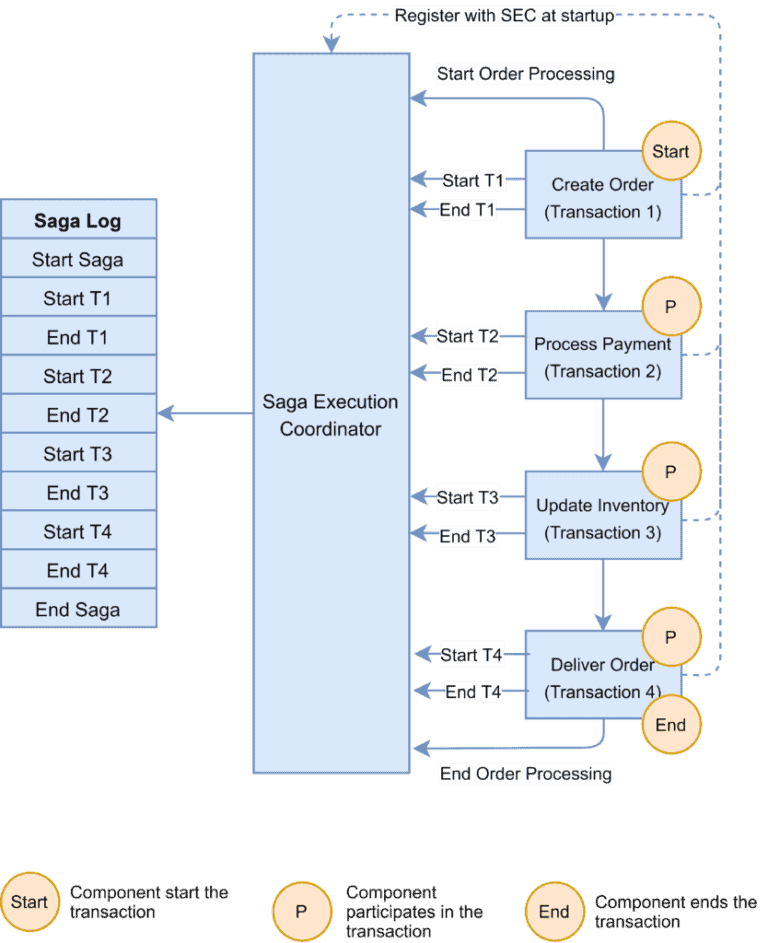 Register with SEC at startup
Start Order Processing
Start
Create Order
(Transaction 1)
Start T1
End T1
Saga Log
Start Saga
Start T1
End T1
Start T2
End T2
Start T3
End T3
Start T4
End T4
End Saga
Saga Execution
Coordinator
P
Process Payment
(Transaction 2)
Start T2
End T2
P
Update Inventory
(Transaction 3)
Start T3
End T3
P
Deliver Order
(Transaction 4)
Start T4
End T4
End
End Order Processing
Start
Component start the
transaction
P
Component
participates in the
transaction
End
Component ends the
transaction